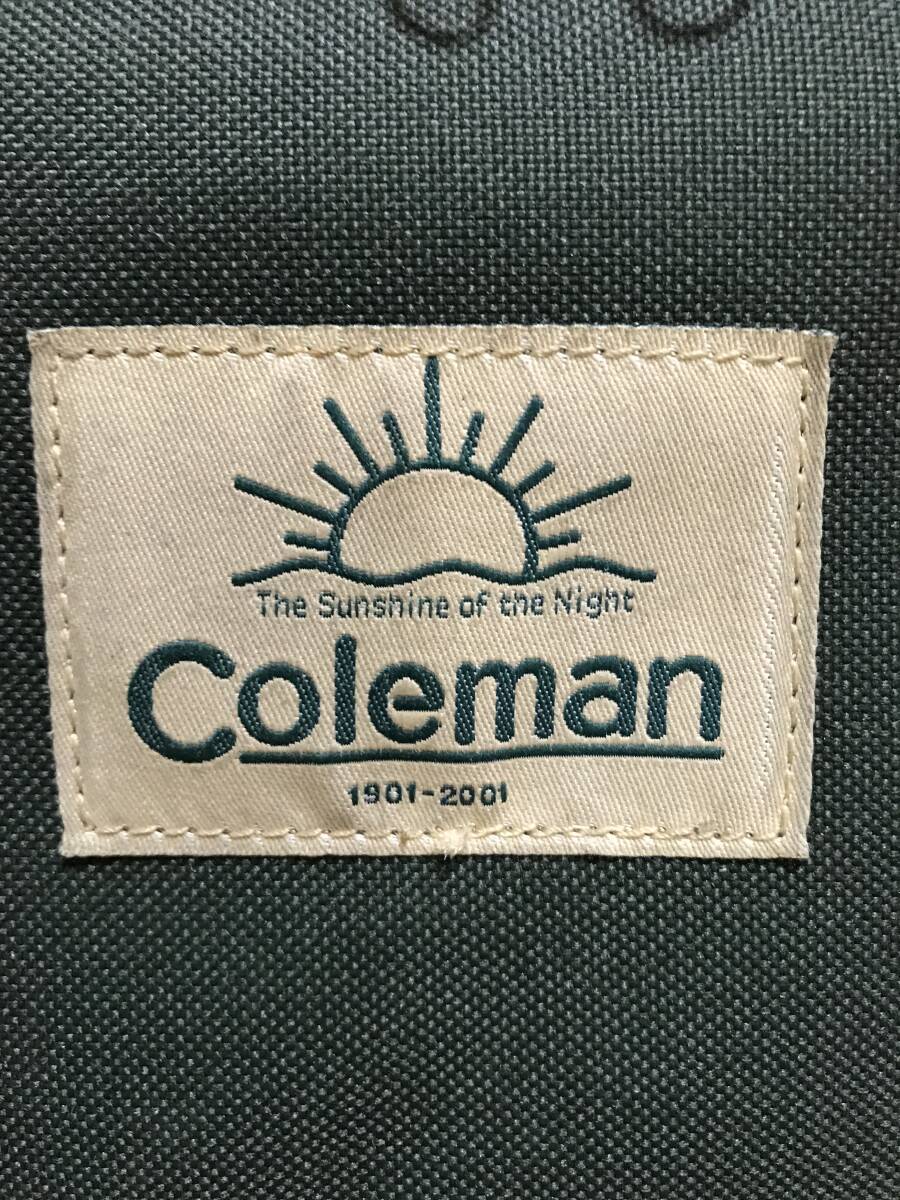 The Sunshine of the Night
Coleman
1901-2001